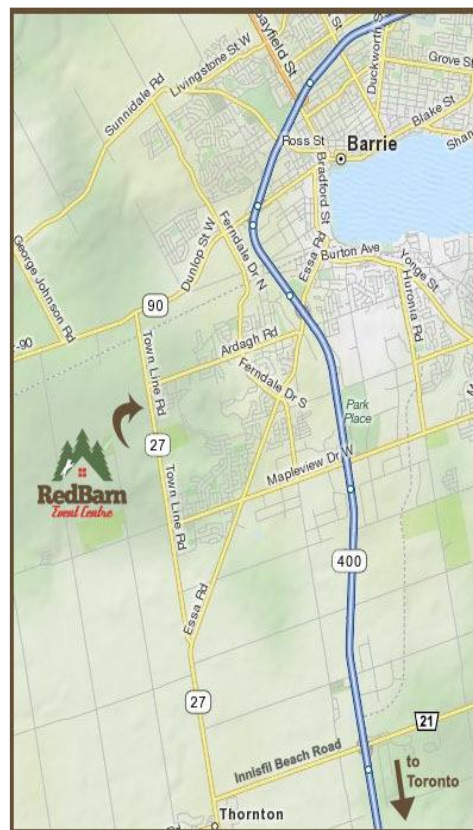 Bayfield St
Duckworth St
Livingstone St W
Grove St
Sunnidale Rd
Blake St
Ross St
Barrie
Bradford St
Ferndale Dr N
Dunlop St W
Essa Rd
Burton Ave
Yonge St
Huronia Rd
George Johnson Rd
90
-90
Ardagh Rd
Town Line Rd
Ferndale Dr S
Park
Place
RedBarn
Event Centre
27
Mapleview Dr W
Town Line Rd
400
Essa Rd
27
21
Innisfil Beach Road
to
Toronto
Thornton